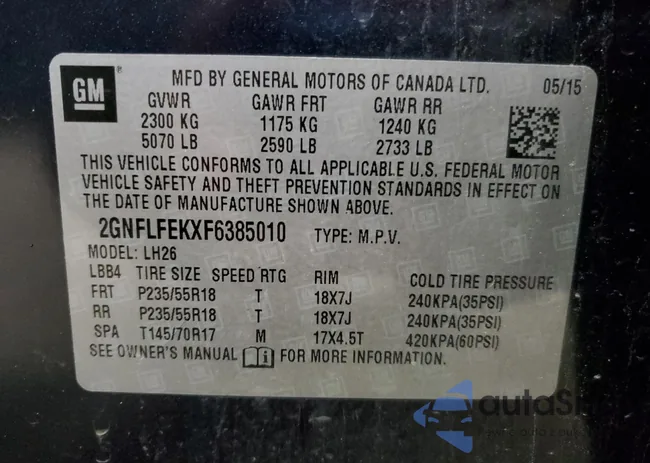 GM MFD BY GENERAL MOTORS OF CANADA LTD. 05/15
GVWR GAWR FRT GAWR RR
2300 KG 1175 KG 1240 KG
5070 LB 2590 LB 2733 LB
THIS VEHICLE CONFORMS TO ALL APPLICABLE U.S. FEDERAL MOTOR
VEHICLE SAFETY AND THEFT PREVENTION STANDARDS IN EFFECT ON
THE DATE OF MANUFACTURE SHOWN ABOVE.
2GNFLFEKXF6385010 TYPE: M.P.V.
MODEL: LH26
LBB4 TIRE SIZE SPEED RTG RIM COLD TIRE PRESSURE
FRT P235/55R18 T 18X7J 240KPA(35PSI)
RR P235/55R18 T 18X7J 240KPA(35PSI)
SPA T145/70R17 M 17X4.5T 420KPA(60PSI)
SEE OWNER'S MANUAL i FOR MORE INFORMATION.